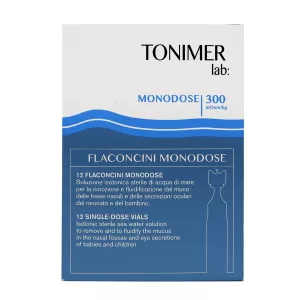 TONIMER
lab:
MONODOSE 300
mOsm/kg
FLACONCINI MONODOSE
12 FLACONCINI MONODOSE
Soluzione isotonica sterile di acqua di mare
per la rimozione e fluidificazione del muco
delle fosse nasali e delle secrezioni oculari
del neonato e del bambino.
12 SINGLE-DOSE VIALS
Isotonic sterile sea water solution
to remove and to fluidify the mucus
in the nasal fosseae and eye secretions
of babies and children